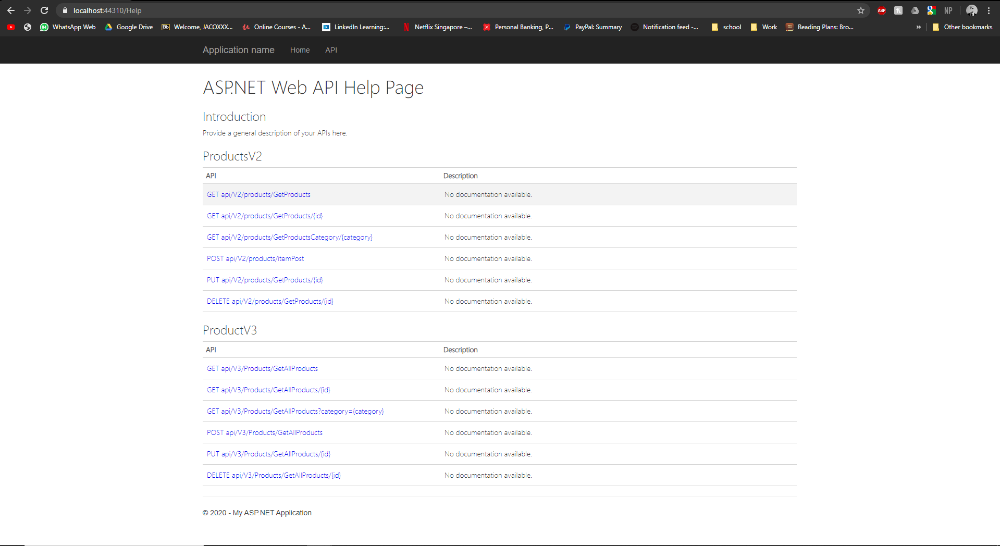 localhost:44310/Help
ABP NP
84 WhatsApp Web Google Drive Bb Welcome, JACOXXX... Online Courses - A... LinkedIn Learning:... Netflix Singapore –... Personal Banking, P... PayPal: Summary Notification feed -... school Work Reading Plans: Bro... » Other bookmarks
Application name Home API
ASP.NET Web API Help Page
Introduction
Provide a general description of your APIs here.
ProductsV2
API Description
GET api/V2/products/GetProducts No documentation available.
GET api/V2/products/GetProducts/{id} No documentation available.
GET api/V2/products/GetProductsCategory/{category} No documentation available.
POST api/V2/products/itemPost No documentation available.
PUT api/V2/products/GetProducts/{id} No documentation available.
DELETE api/V2/products/GetProducts/{id} No documentation available.
ProductV3
API Description
GET api/V3/Products/GetAllProducts No documentation available.
GET api/V3/Products/GetAllProducts/{id} No documentation available.
GET api/V3/Products/GetAllProducts?category={category} No documentation available.
POST api/V3/Products/GetAllProducts No documentation available.
PUT api/V3/Products/GetAllProducts/{id} No documentation available.
DELETE api/V3/Products/GetAllProducts/{id} No documentation available.
© 2020 - My ASP.NET Application